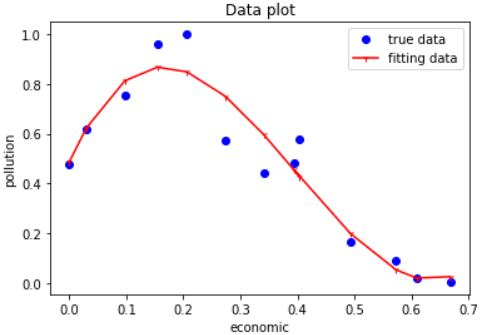 Data plot
true data
fitting data
pollution
1.0
0.8
0.6
0.4
0.2
0.0
0.0 0.1 0.2 0.3 0.4 0.5 0.6 0.7
economic